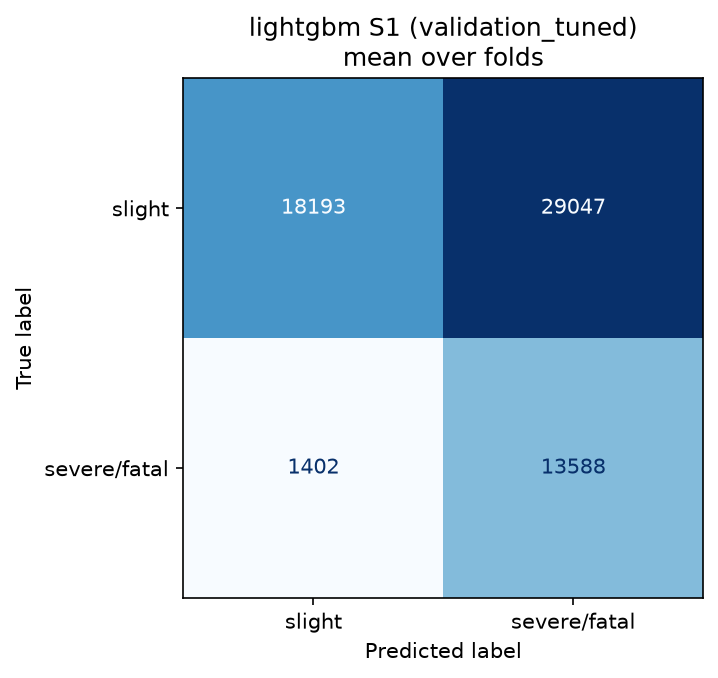 lightgbm S1 (validation_tuned)
mean over folds
True label
slight
18193
29047
severe/fatal
1402
13588
slight
severe/fatal
Predicted label